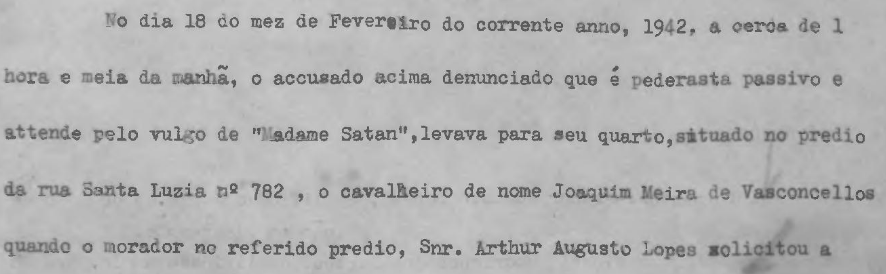 No dia 18 do mez de Fevereiro do corrente anno, 1942, a cerca de 1
hora e meia da manhã, o accusado acima denunciado que é pederasta passivo e
attende pelo vulgo de "Madame Satan",levava para seu quarto,situado no predio
da rua Santa Luzia nº 782 , o cavalheiro de nome Joaquim Meira de Vasconcellos
quando o morador no referido predio, Snr. Arthur Augusto Lopes solicitou a